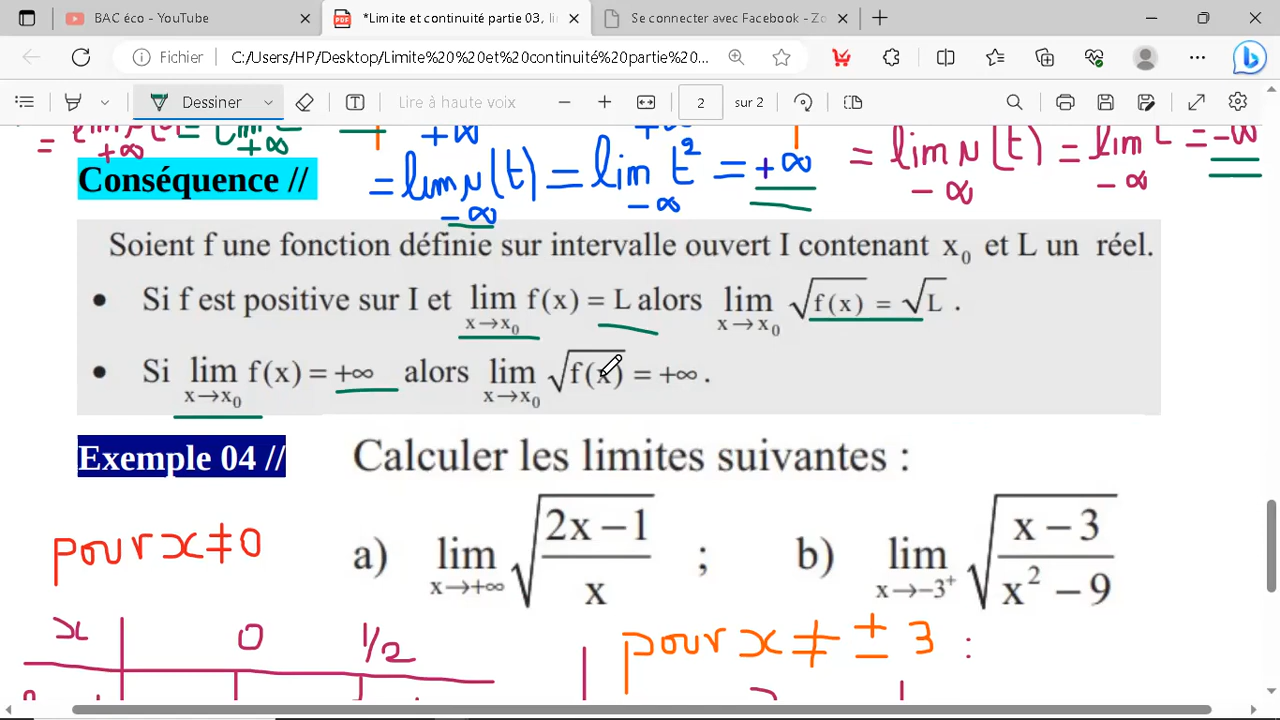 BAC éco - YouTube
*Limite et continuité partie 03, li
Se connecter avec Facebook - Zo
Fichier
C:/Users/HP/Desktop/Limite%20%20et%20continuité%20partie%20...
Dessiner
Lire à haute voix
2
sur 2
+∞
+∞
= lim μ(t) = lim t² = +∞
-∞ -∞
= lim μ(t) = lim t = -∞
-∞ -∞
Conséquence //
Soient f une fonction définie sur intervalle ouvert I contenant x₀ et L un réel.
• Si f est positive sur I et lim f(x) = L alors lim √f(x) = √L .
x→x₀ x→x₀
• Si lim f(x) = +∞ alors lim √f(x) = +∞ .
x→x₀ x→x₀
Exemple 04 //
Calculer les limites suivantes :
pour x ≠ 0
a) lim √((2x−1)/x) ; b) lim √((x−3)/(x²−9))
x→+∞ x→−3⁺
pour x ≠ ± 3 :
x 0 1/2